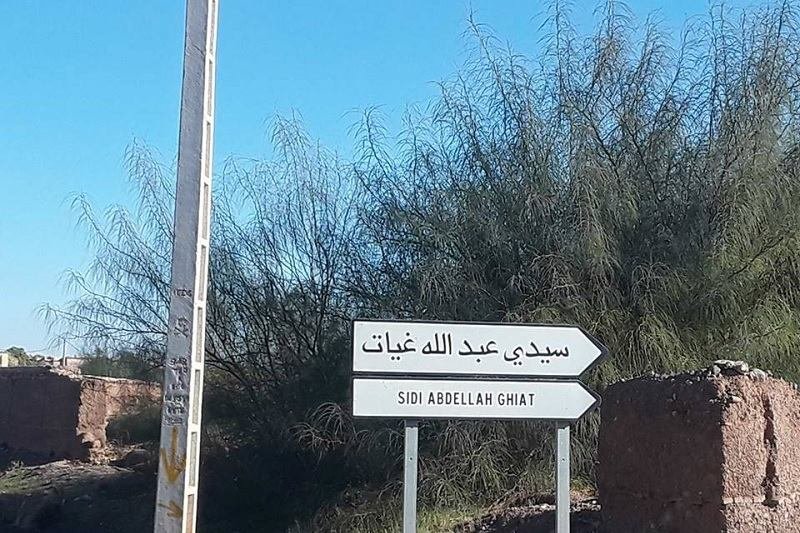 سيدي عبد الله غيات
SIDI ABDELLAH GHIAT